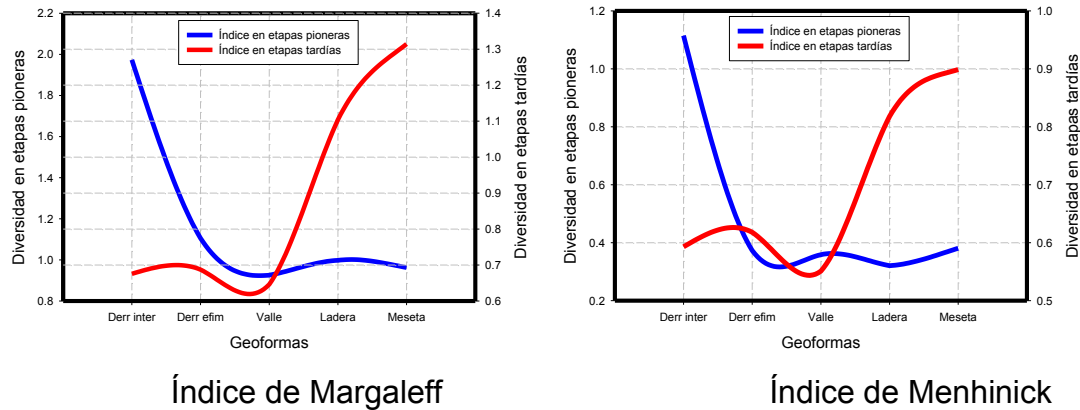 Diversidad en etapas pioneras
2.2
2.0
1.8
1.6
1.4
1.2
1.0
0.8
Índice en etapas pioneras
Índice en etapas tardías
1.4
1.3
1.2
1.1
1.0
0.9
0.8
0.7
0.6
Diversidad en etapas tardías
Derr inter Derr efim Valle Ladera Meseta
Geoformas
Índice de Margaleff
Diversidad en etapas pioneras
1.2
1.0
0.8
0.6
0.4
0.2
Índice en etapas pioneras
Índice en etapas tardías
1.0
0.9
0.8
0.7
0.6
0.5
Diversidad en etapas tardías
Derr inter Derr efim Valle Ladera Meseta
Geoformas
Índice de Menhinick